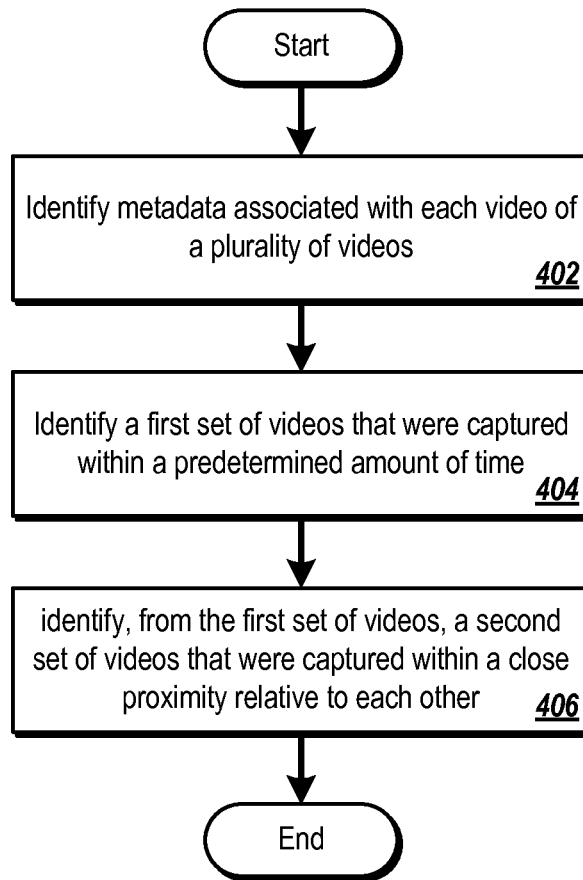 Start
Identify metadata associated with each video of
a plurality of videos
402
Identify a first set of videos that were captured
within a predetermined amount of time
404
identify, from the first set of videos, a second
set of videos that were captured within a close
proximity relative to each other
406
End